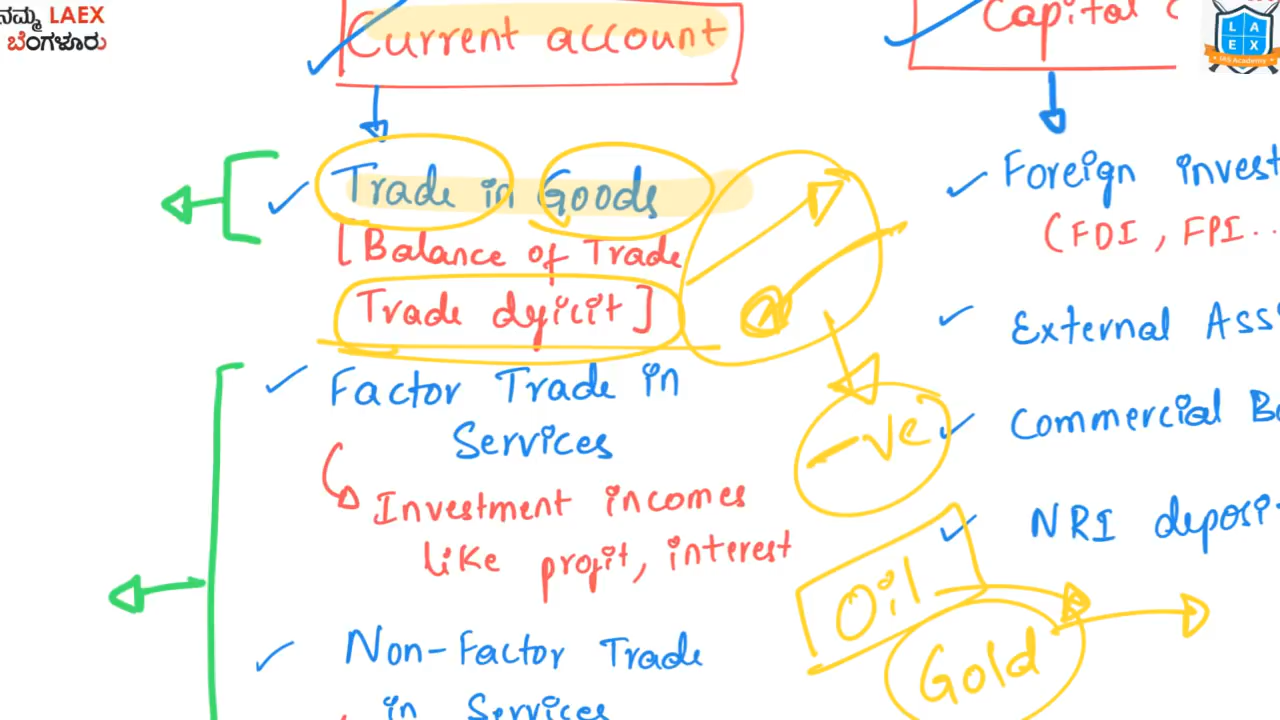 ನಮ್ಮ LAEX
ಬೆಂಗಳೂರು
Current account
Capital
L A
E X
IAS Academy
Trade in Goods
[Balance of Trade
Trade deficit]
-ve
Factor Trade in
Services
Investment incomes
like profit, interest
Non-Factor Trade
in Services
Oil
Gold
Foreign invest
(FDI, FPI...
External Ass
Commercial B
NRI deposi